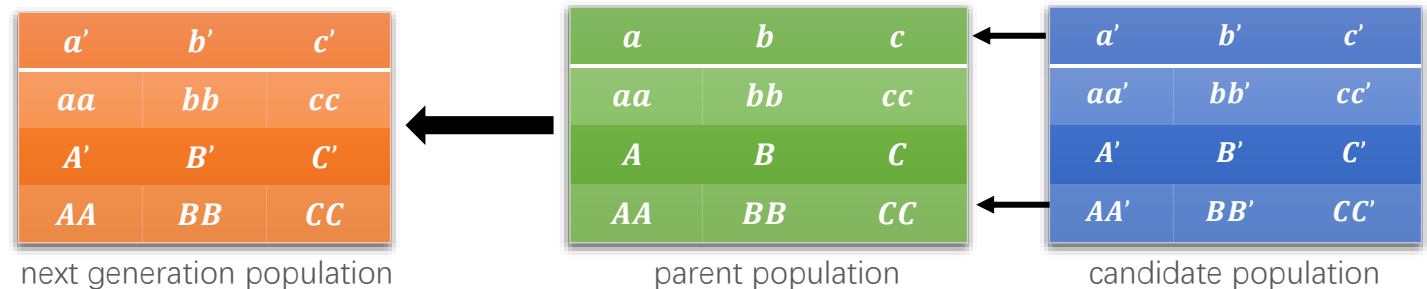 a’ b’ c’ a b c a’ b’ c’
aa bb cc aa bb cc aa’ bb’ cc’
A’ B’ C’ A B C A’ B’ C’
AA BB CC AA BB CC AA’ BB’ CC’
next generation population parent population candidate population